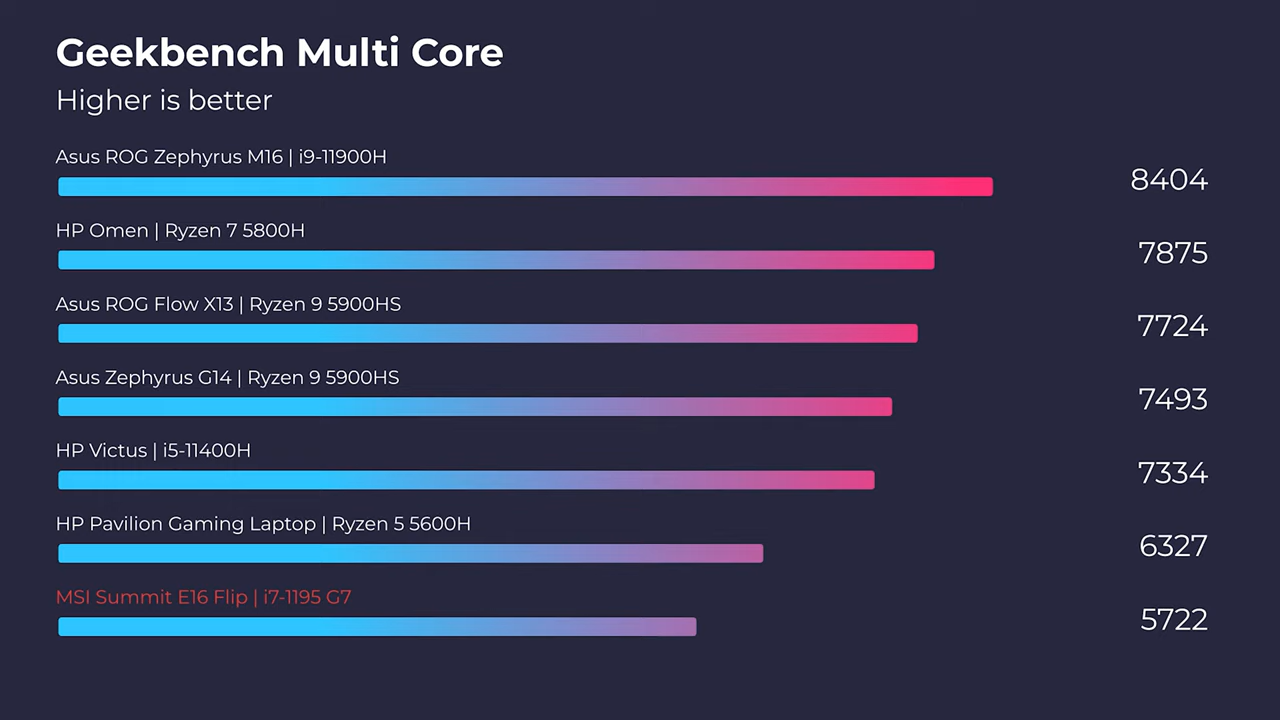 Geekbench Multi Core
Higher is better
Asus ROG Zephyrus M16 | i9-11900H
8404
HP Omen | Ryzen 7 5800H
7875
Asus ROG Flow X13 | Ryzen 9 5900HS
7724
Asus Zephyrus G14 | Ryzen 9 5900HS
7493
HP Victus | i5-11400H
7334
HP Pavilion Gaming Laptop | Ryzen 5 5600H
6327
MSI Summit E16 Flip | i7-1195 G7
5722